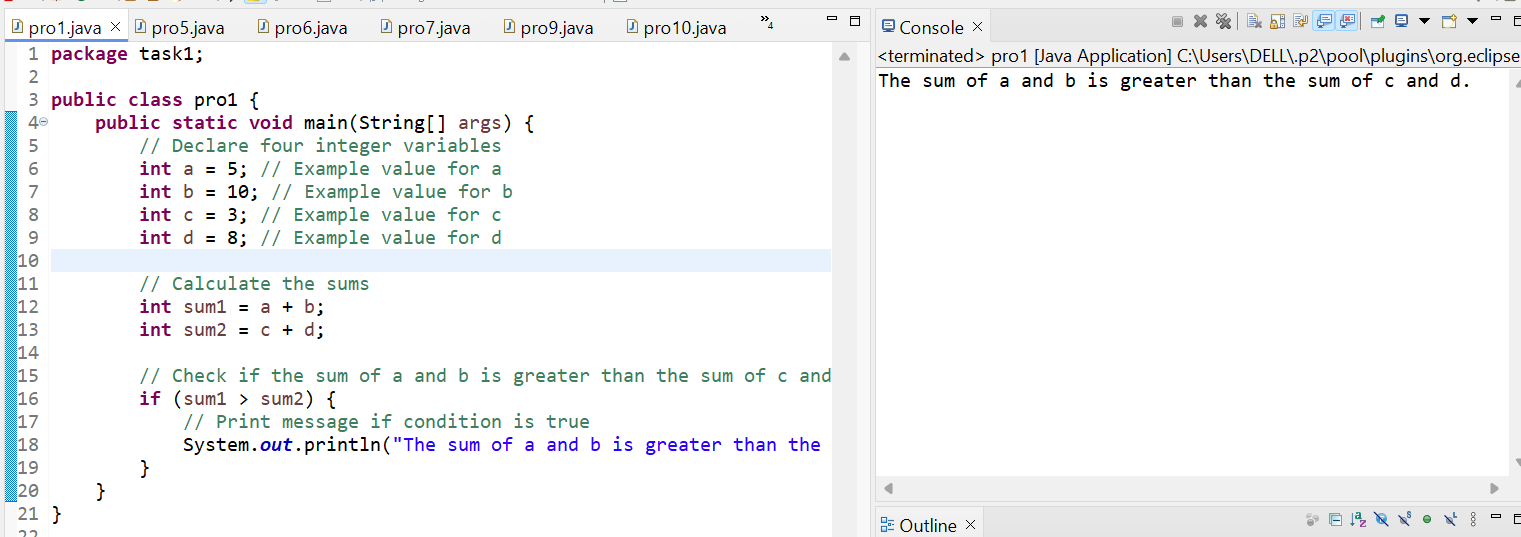 pro1.java pro5.java pro6.java pro7.java pro9.java pro10.java »4
1 package task1;
2
3 public class pro1 {
4 public static void main(String[] args) {
5 // Declare four integer variables
6 int a = 5; // Example value for a
7 int b = 10; // Example value for b
8 int c = 3; // Example value for c
9 int d = 8; // Example value for d
10
11 // Calculate the sums
12 int sum1 = a + b;
13 int sum2 = c + d;
14
15 // Check if the sum of a and b is greater than the sum of c and
16 if (sum1 > sum2) {
17 // Print message if condition is true
18 System.out.println("The sum of a and b is greater than the
19 }
20 }
21 }
22
Console
<terminated> pro1 [Java Application] C:\Users\DELL\.p2\pool\plugins\org.eclipse
The sum of a and b is greater than the sum of c and d.
Outline